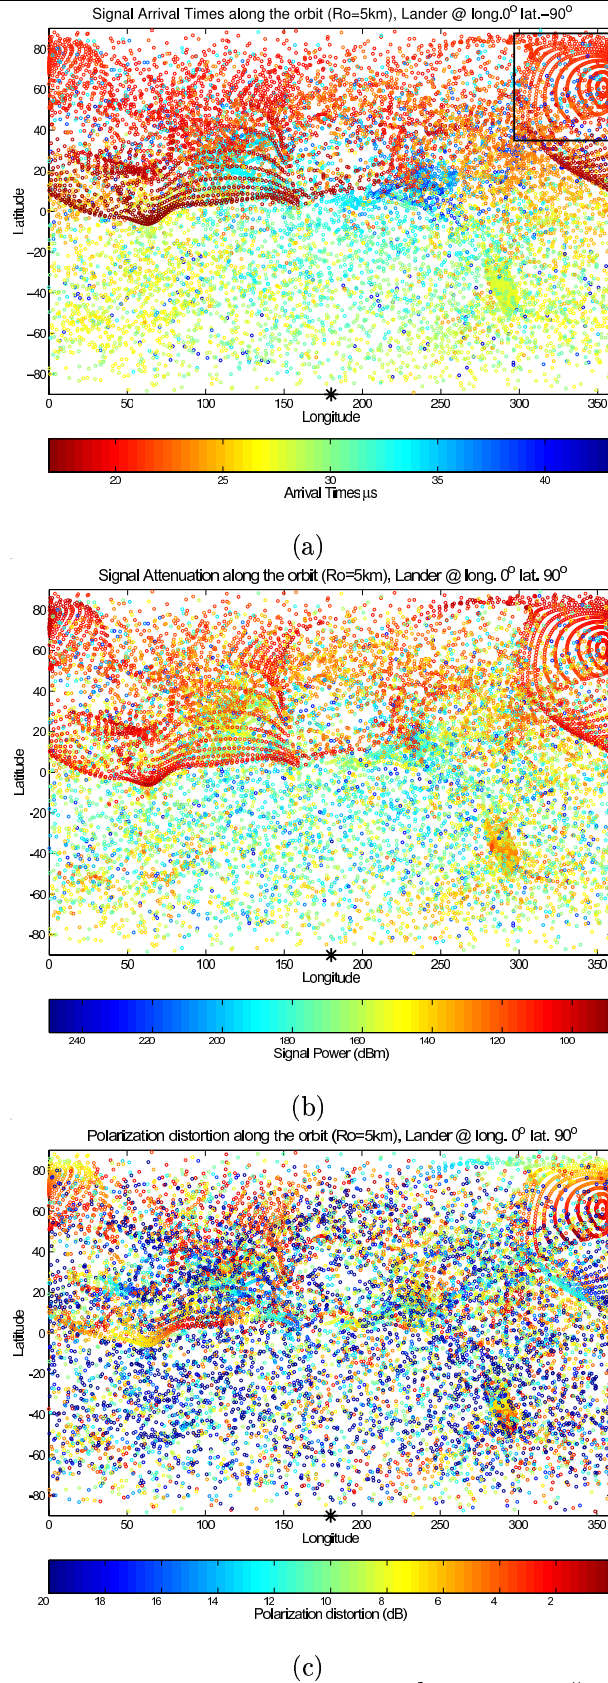 Signal Arrival Times along the orbit (Ro=5km), Lander @ long.0° lat.−90°
80
60
40
20
0
−20
−40
−60
−80
Latitude
0 50 100 150 200 250 300 350
Longitude
20 25 30 35 40
Arrival Times μs
(a)
Signal Attenuation along the orbit (Ro=5km), Lander @ long. 0° lat. 90°
80
60
40
20
0
-20
-40
-60
-80
Latitude
0 50 100 150 200 250 300 350
Longitude
240 220 200 180 160 140 120 100
Signal Power (dBm)
(b)
Polarization distortion along the orbit (Ro=5km), Lander @ long. 0° lat. 90°
80
60
40
20
0
-20
-40
-60
-80
Latitude
0 50 100 150 200 250 300 350
Longitude
20 18 16 14 12 10 8 6 4 2
Polarization distortion (dB)
(c)